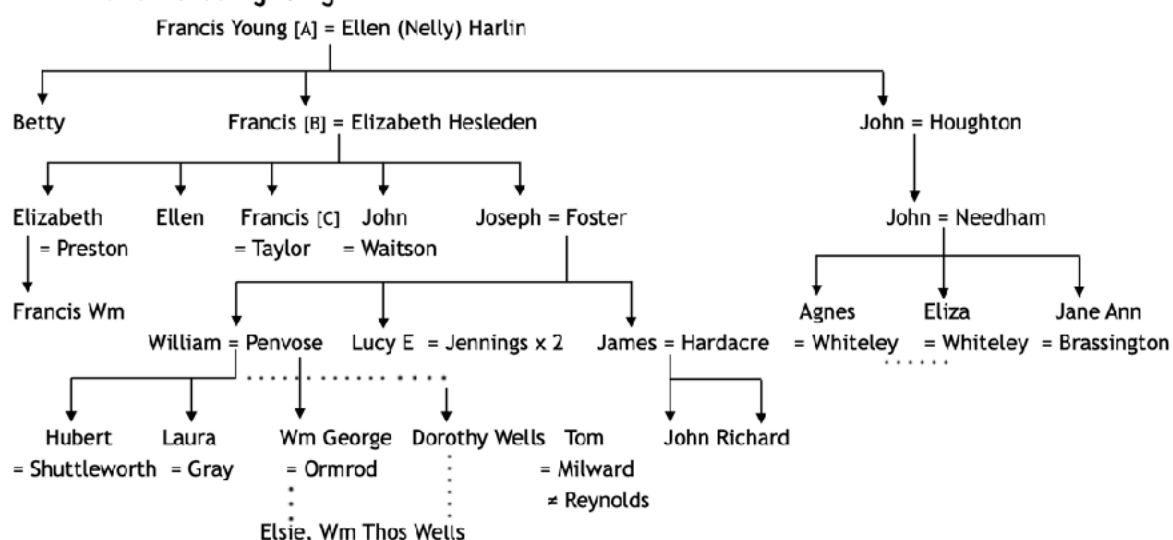 Francis Young [A] = Ellen (Nelly) Harlin
Betty Francis [B] = Elizabeth Hesleden John = Houghton
Elizabeth Ellen Francis [C] John Joseph = Foster John = Needham
= Preston = Taylor = Waitson
Francis Wm Agnes Eliza Jane Ann
William = Penvose Lucy E = Jennings x 2 James = Hardacre = Whiteley = Whiteley = Brassington
Hubert Laura Wm George Dorothy Wells Tom John Richard
= Shuttleworth = Gray = Ormrod = Milward
≠ Reynolds
Elsie, Wm Thos Wells